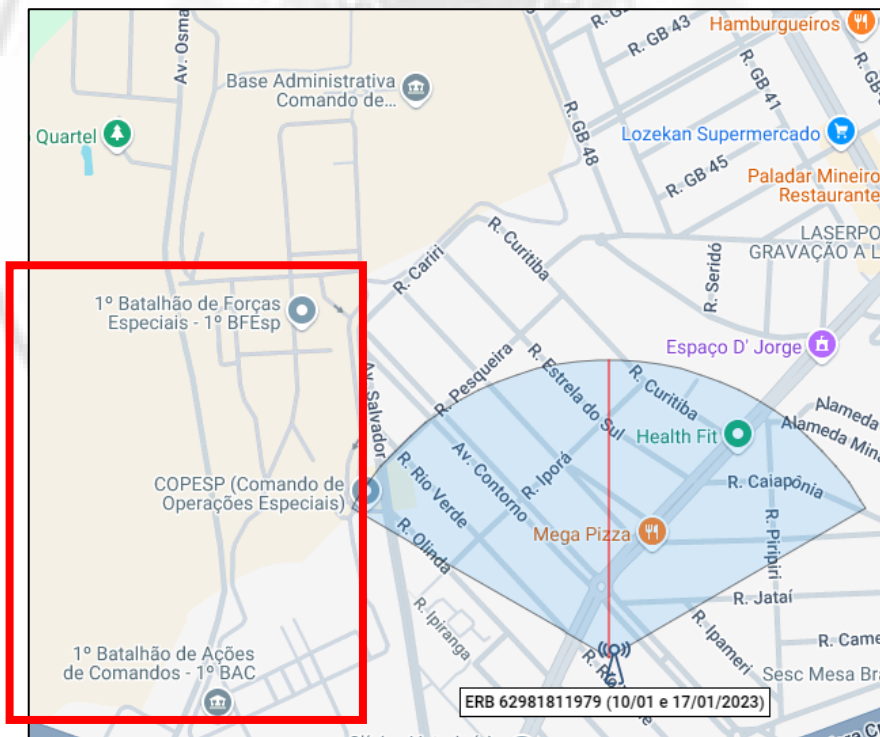 R. GB 43
Hamburgueiros
Av. Osma
Base Administrativa
Comando de...
R. GB 41
R. GB 48
Quartel
Lozekan Supermercado
R. GB 45
Paladar Mineiro
Restaurante
R. Curitiba
LASERPO
GRAVAÇÃO A L
R. Cariri
R. Seridó
1º Batalhão de Forças
Especiais - 1º BFEsp
Espaço D' Jorge
R. Pesqueira
R. Estrela do Sul
Av. Salvador
R. Curitiba
Alameda
Alameda Mina
Health Fit
COPESP (Comando de
Operações Especiais)
R. Rio Verde
Av. Contorno
R. Iporá
R. Caiapônia
Mega Pizza
R. Olinda
R. Piripiri
R. Jataí
R. Ipiranga
R. Ipameri
R. Came
1º Batalhão de Ações
de Comandos - 1º BAC
Sesc Mesa Bra
ERB 62981811979 (10/01 e 17/01/2023)